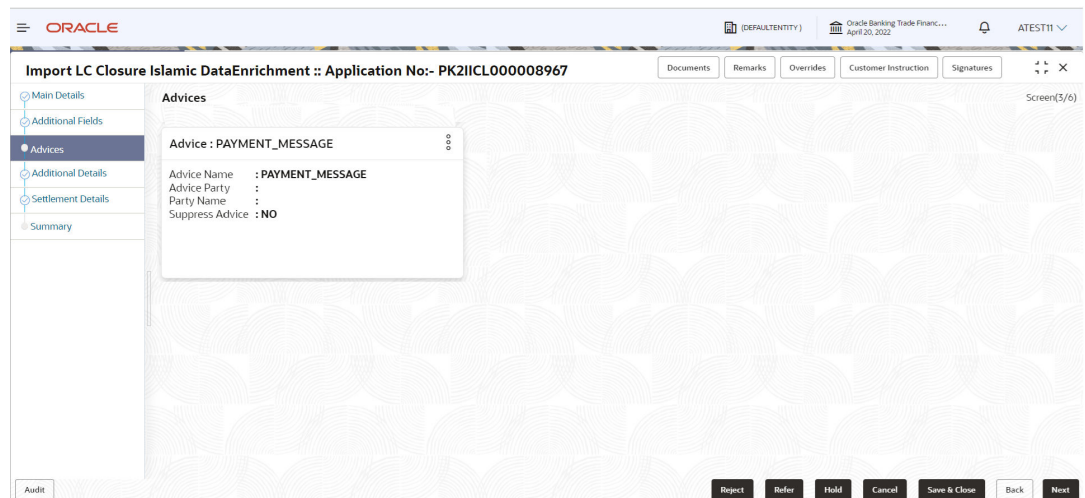 ORACLE
(DEFAULTENTITY )
Oracle Banking Trade Financ...
April 20, 2022
ATEST11
Import LC Closure Islamic DataEnrichment :: Application No:- PK2IICL000008967
Documents
Remarks
Overrides
Customer Instruction
Signatures
Main Details
Additional Fields
Advices
Additional Details
Settlement Details
Summary
Advices
Screen(3/6)
Advice : PAYMENT_MESSAGE
Advice Name : PAYMENT_MESSAGE
Advice Party :
Party Name :
Suppress Advice : NO
Audit
Reject
Refer
Hold
Cancel
Save & Close
Back
Next